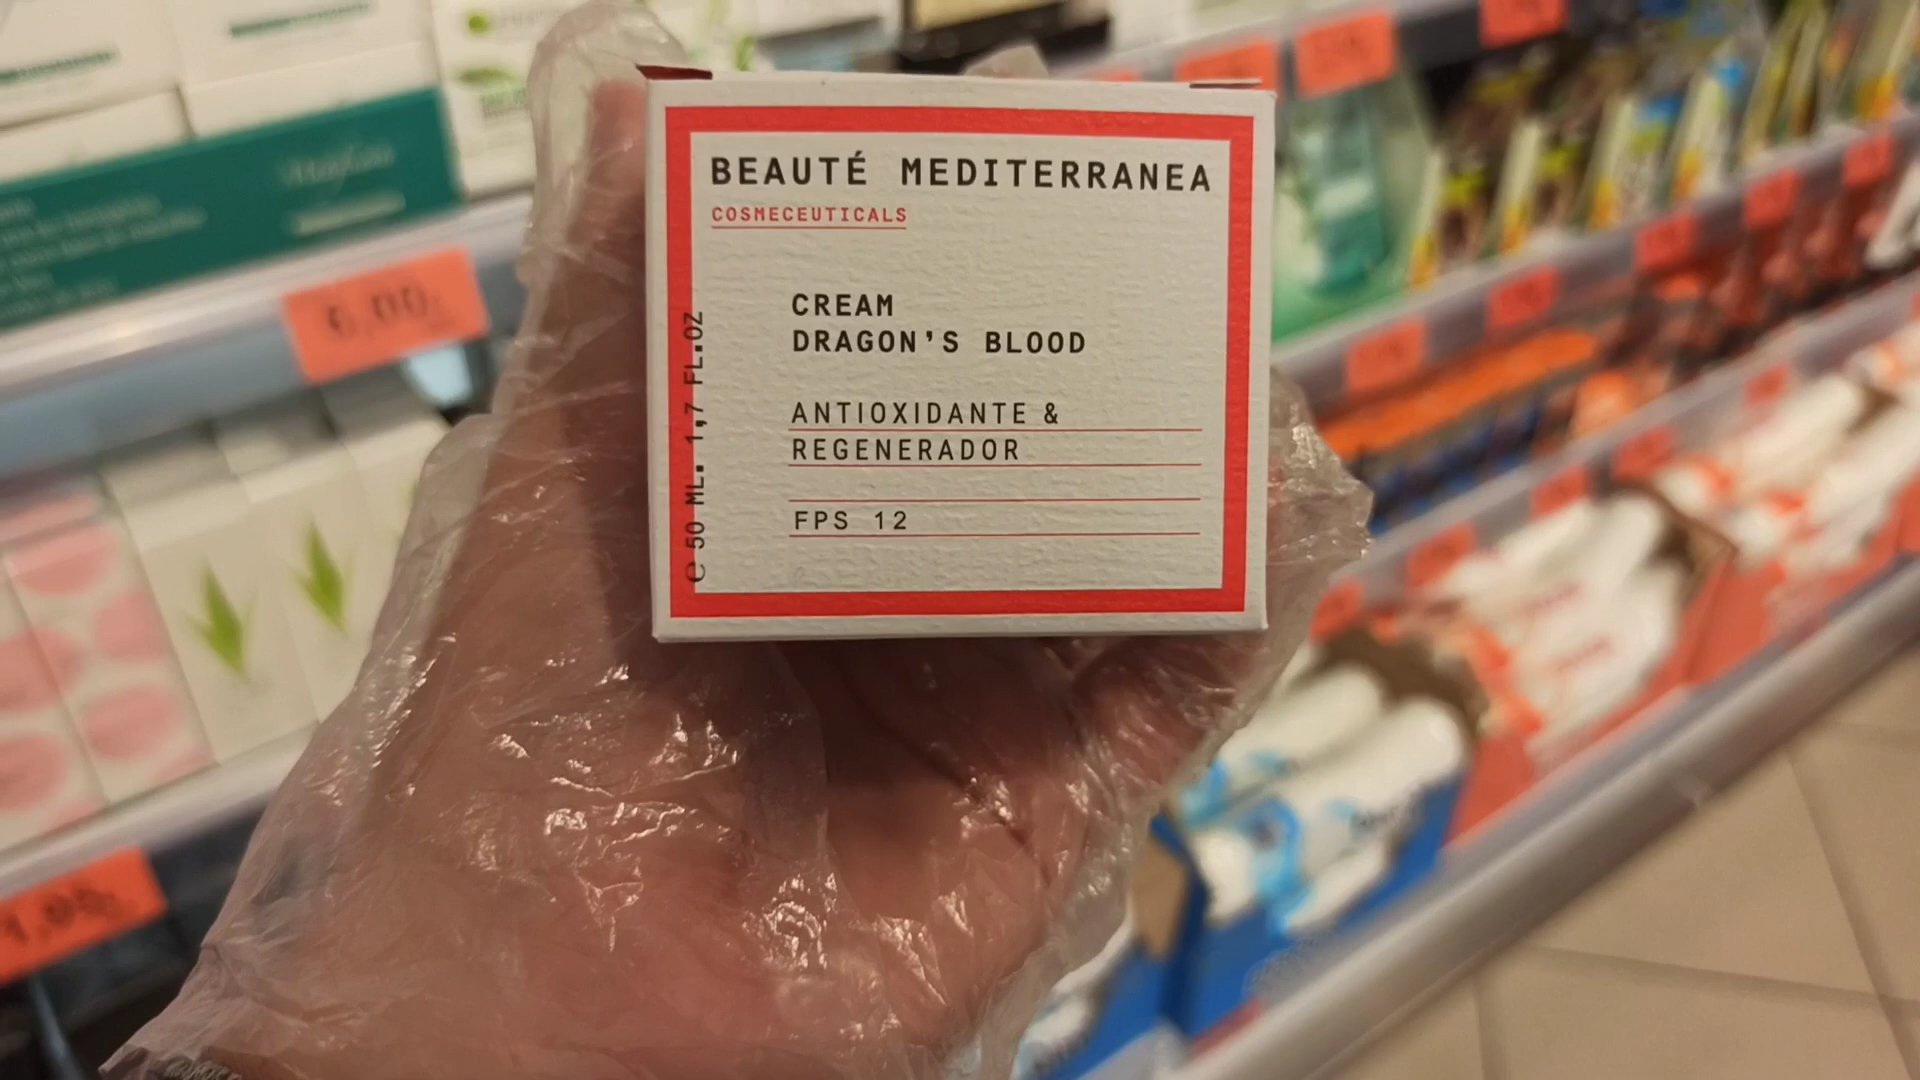 BEAUTÉ MEDITERRANEA
COSMECEUTICALS
CREAM
DRAGON'S BLOOD
ANTIOXIDANTE &
REGENERADOR
FPS 12
℮ 50 ML. 1,7 FL.OZ